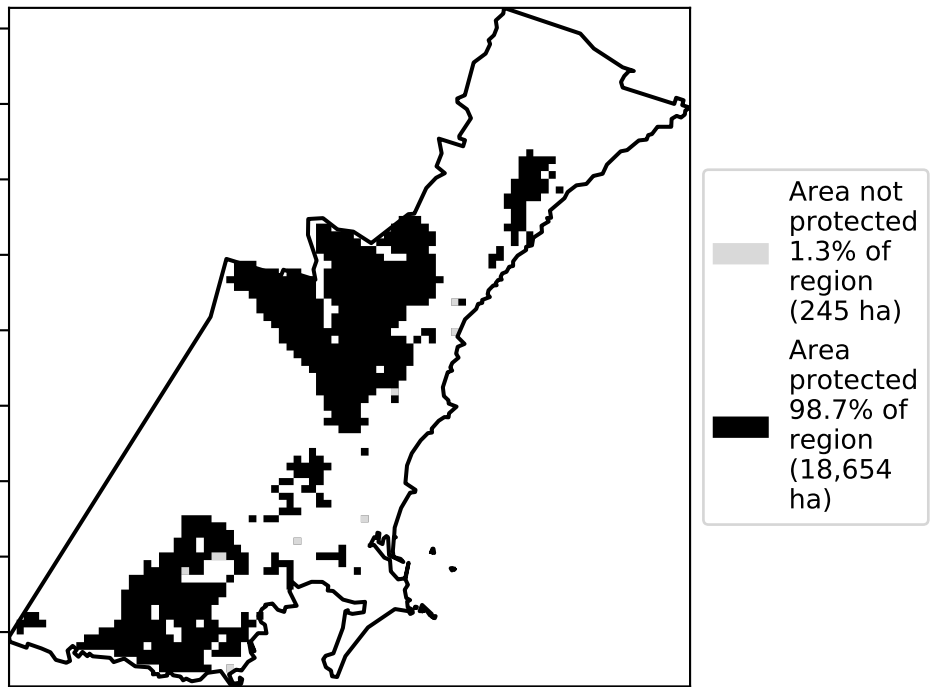 Area not
protected
1.3% of
region
(245 ha)
Area
protected
98.7% of
region
(18,654
ha)